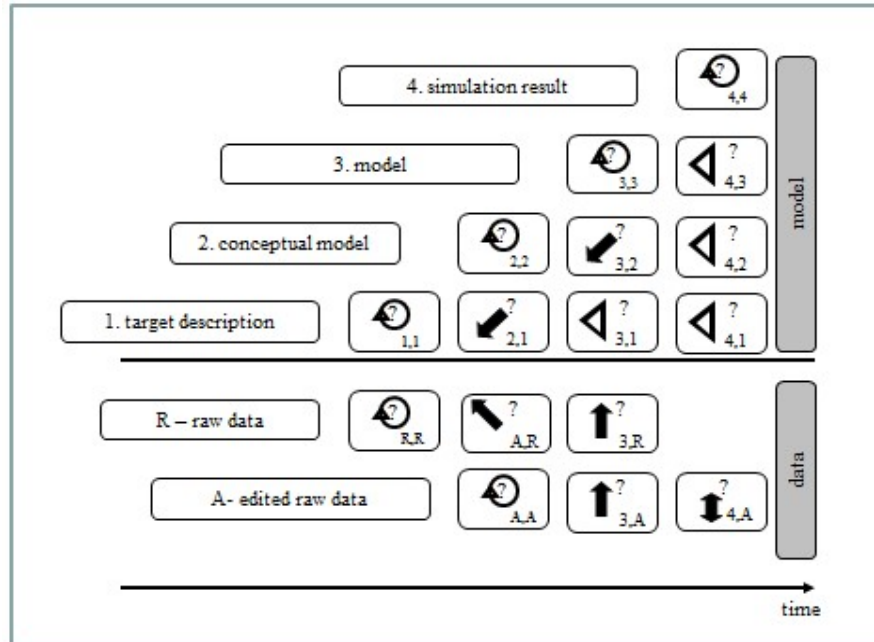 ?
4,4
4. simulation result
?
3,3
?
4,3
3. model
?
2,2
?
3,2
?
4,2
2. conceptual model
?
1,1
?
2,1
?
3,1
?
4,1
1. target description
model
?
R,R
?
A,R
?
3,R
R – raw data
?
A,A
?
3,A
?
4,A
A- edited raw data
data
time